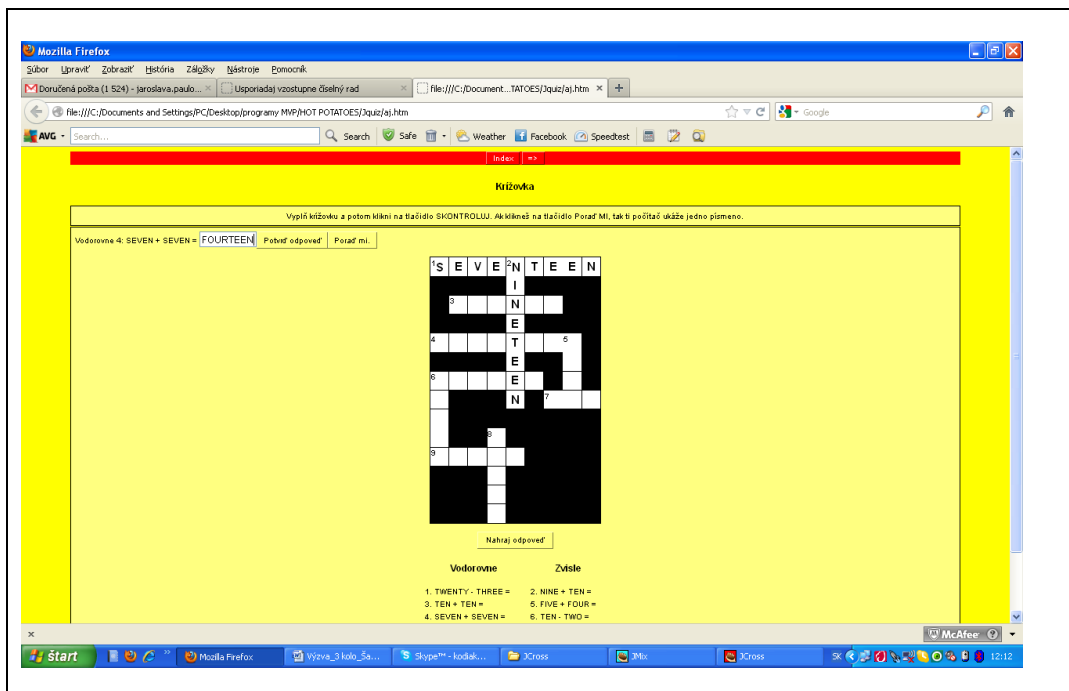 Mozilla Firefox
Súbor Upraviť Zobraziť História Záložky Nástroje Pomocník
Doručená pošta (1 524) - jaroslava.paulo... × Usporiadaj vzostupne číselný rad × file:///C:/Document...TATOES/Jquiz/aj.htm × +
file:///C:/Documents and Settings/PC/Desktop/programy MVP/HOT POTATOES/Jquiz/aj.htm Google
AVG Search... Search Safe Weather Facebook Speedtest
Index =>
Krížovka
Vyplň krížovku a potom klikni na tlačidlo SKONTROLUJ. Ak klikneš na tlačidlo Poraď MI, tak ti počítač ukáže jedno písmeno.
Vodorovne 4: SEVEN + SEVEN = FOURTEEN Potvrď odpoveď Poraď mi.
1 S E V E 2 N T E E N
I
3 N
E
4 T 5
E
6 E
N 7
8
9
Nahraj odpoveď
Vodorovne Zvisle
1. TWENTY - THREE = 2. NINE + TEN =
3. TEN + TEN = 5. FIVE + FOUR =
4. SEVEN + SEVEN = 6. TEN - TWO =
× McAfee
štart Mozilla Firefox Výzva_3 kolo_Ša... Skype™ - kodiak... JCross JMix JCross SK 12:12